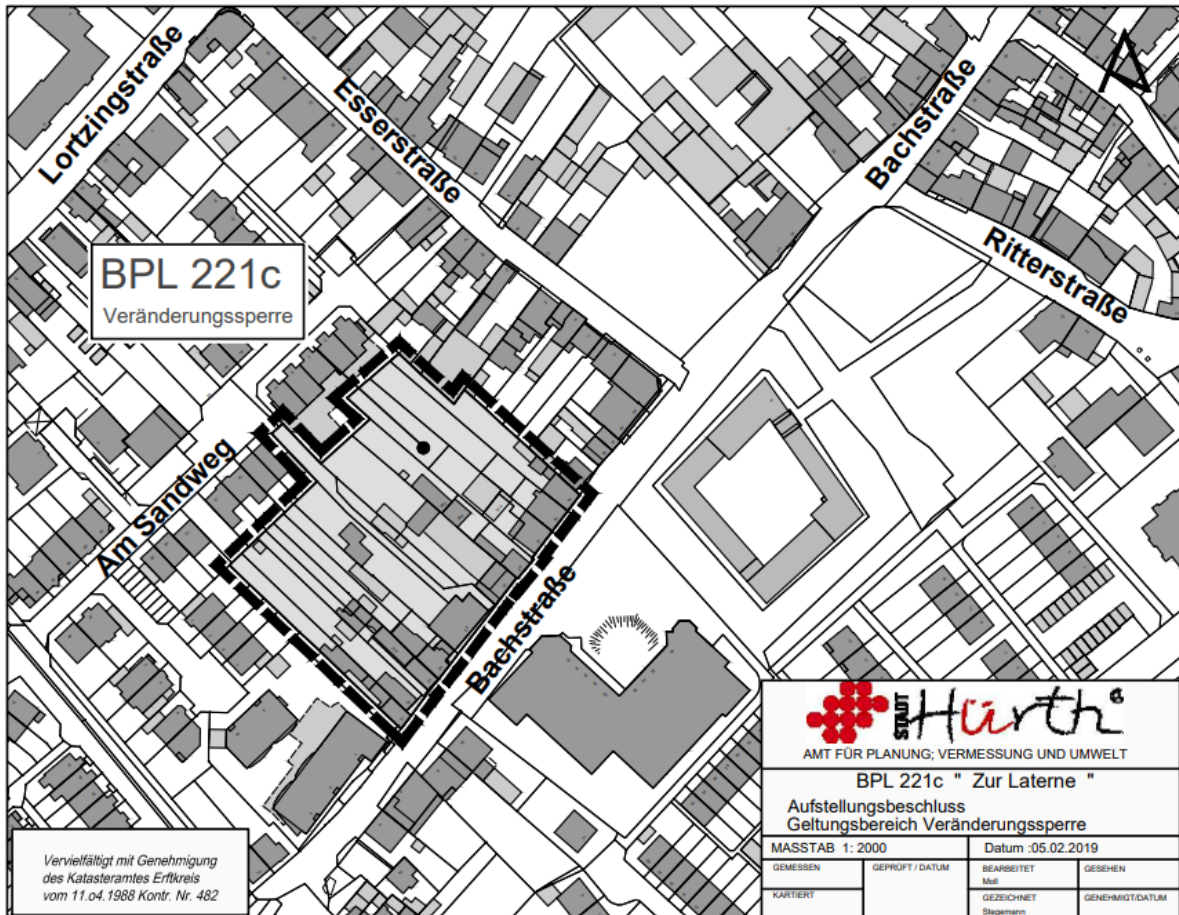 Lortzingstraße
Esserstraße
Bachstraße
Ritterstraße
BPL 221c
Veränderungssperre
Am Sandweg
Bachstraße
STADT Hürth
AMT FÜR PLANUNG; VERMESSUNG UND UMWELT
BPL 221c " Zur Laterne "
Aufstellungsbeschluss
Geltungsbereich Veränderungssperre
MASSTAB 1: 2000
Datum :05.02.2019
GEMESSEN
GEPRÜFT / DATUM
BEARBEITET
GESEHEN
Moll
KARTIERT
GEZEICHNET
GENEHMIGT/DATUM
Stegemann
Vervielfältigt mit Genehmigung
des Katasteramtes Erftkreis
vom 11.o4.1988 Kontr. Nr. 482